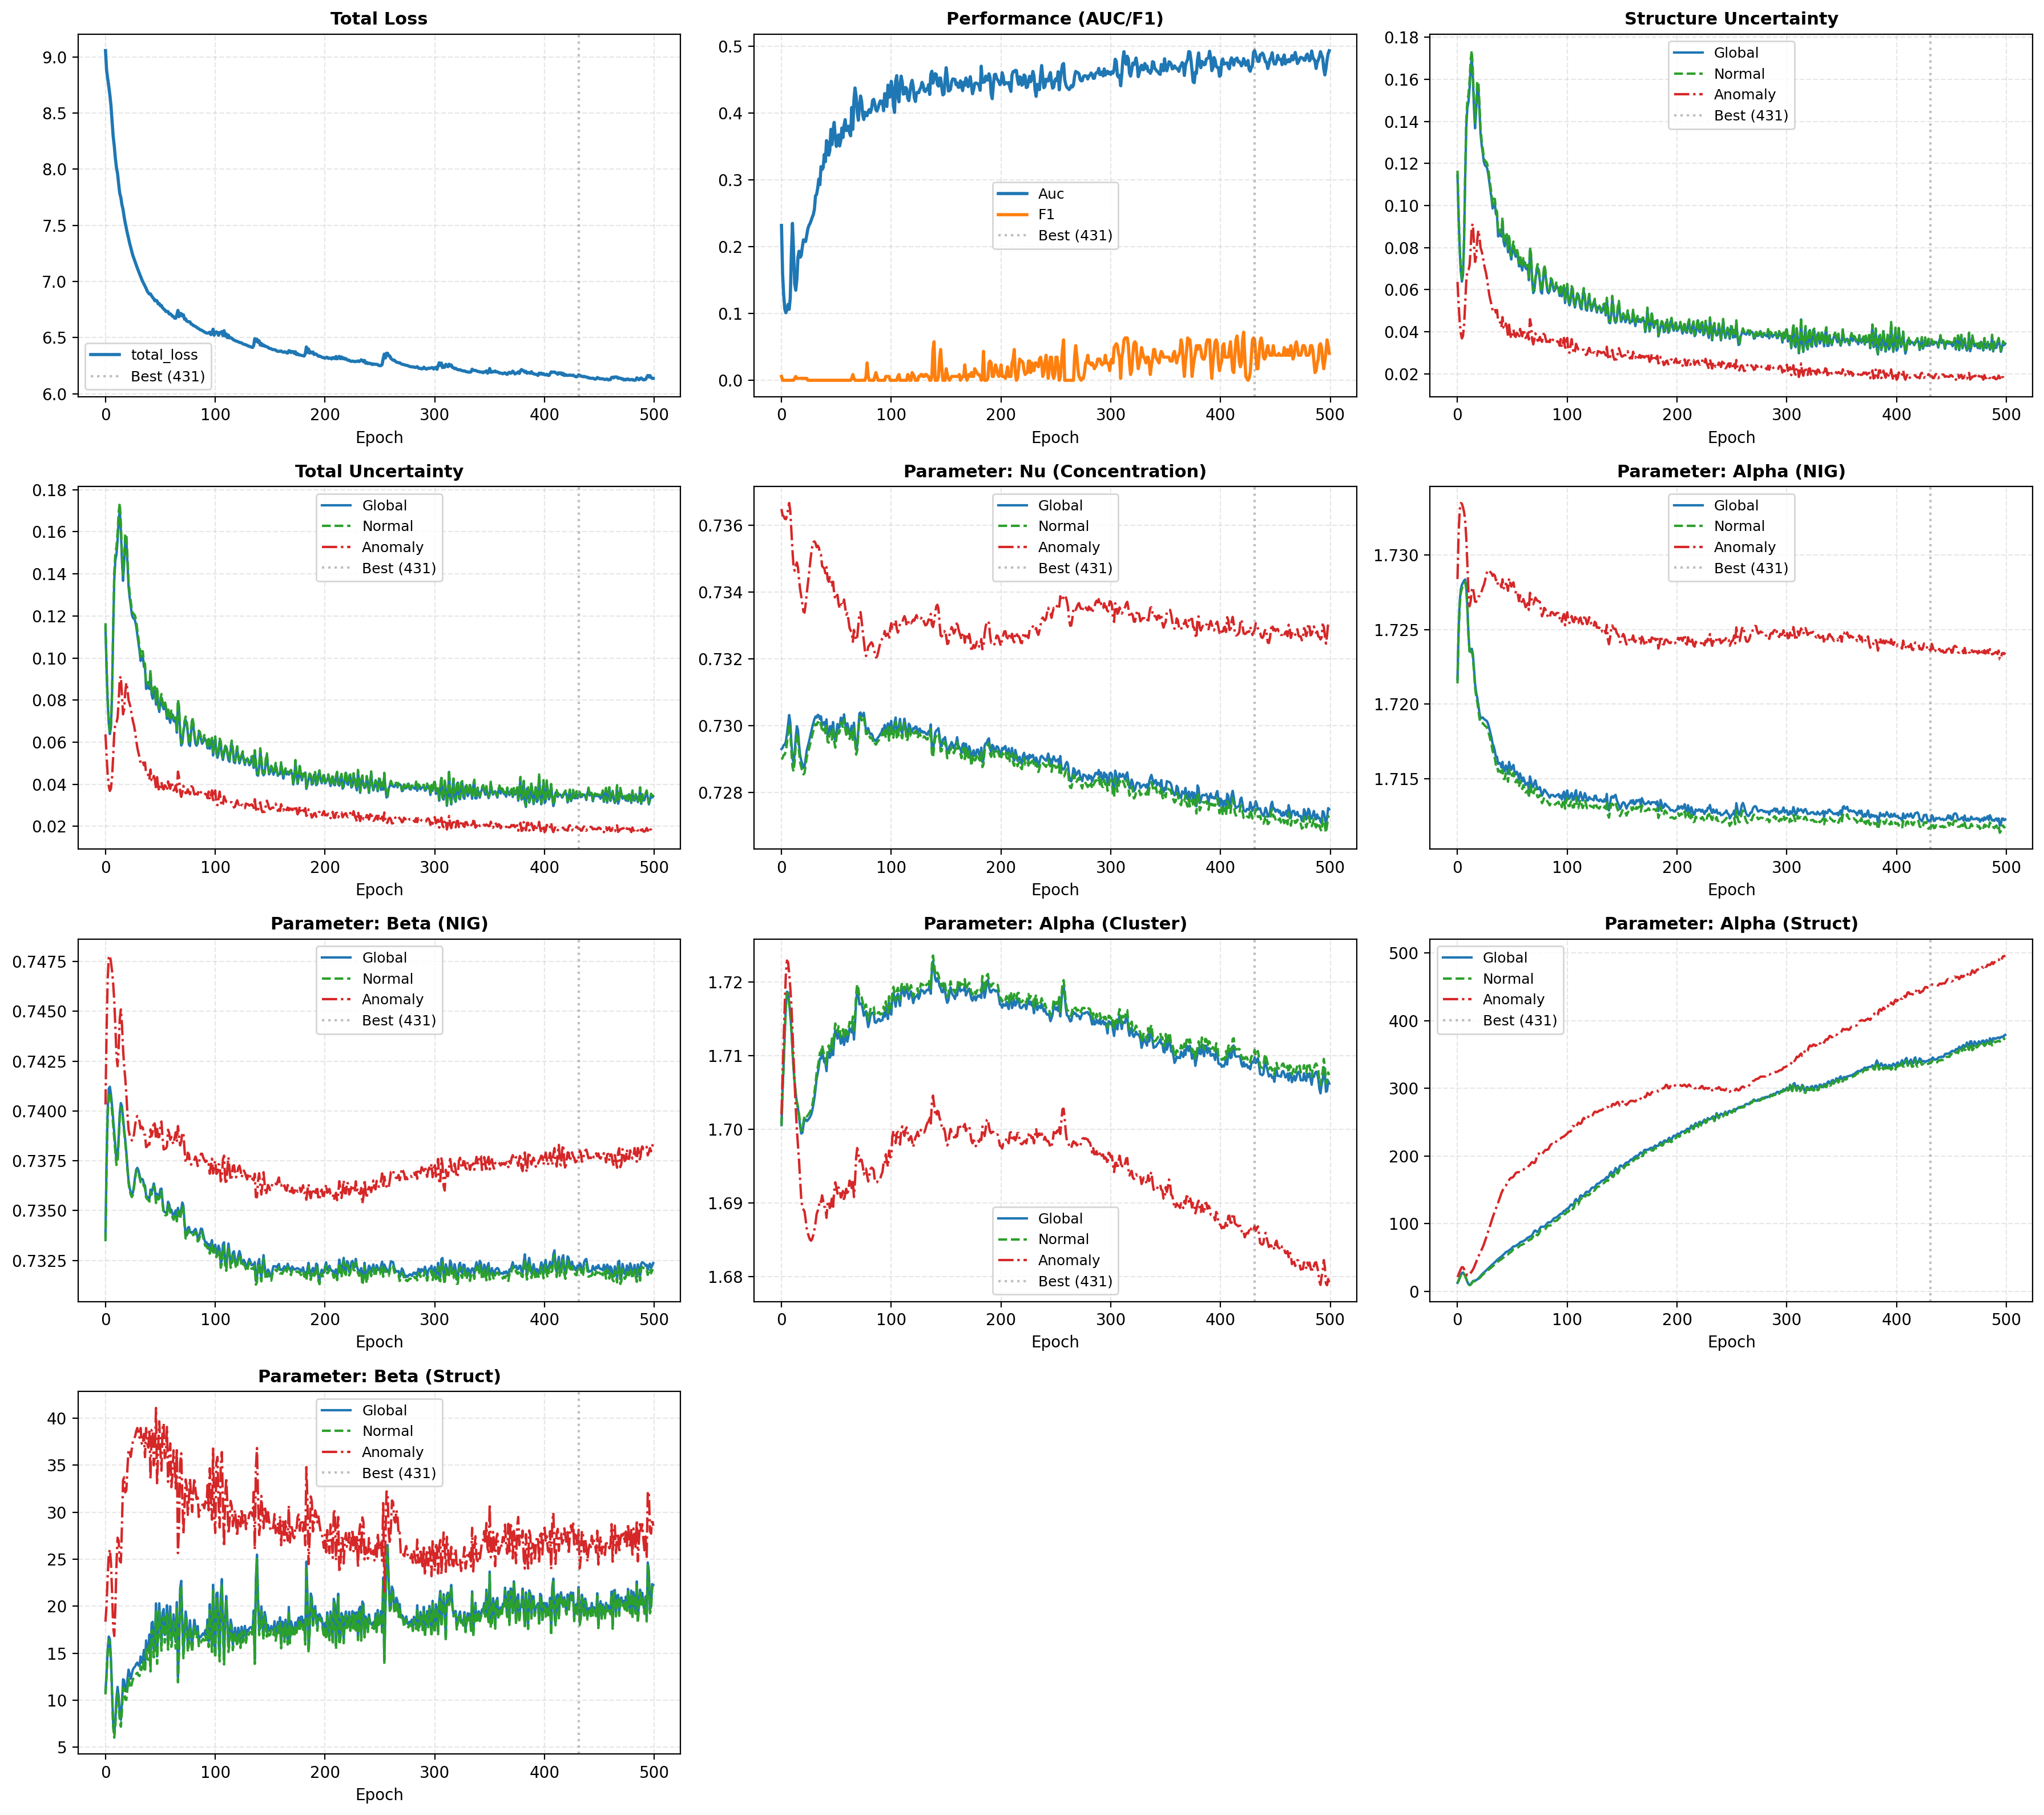 Total Loss
9.0
8.5
8.0
7.5
7.0
6.5
6.0
total_loss
Best (431)
0 100 200 300 400 500
Epoch
Performance (AUC/F1)
0.5
0.4
0.3
0.2
0.1
0.0
Auc
F1
Best (431)
0 100 200 300 400 500
Epoch
Structure Uncertainty
0.18
0.16
0.14
0.12
0.10
0.08
0.06
0.04
0.02
Global
Normal
Anomaly
Best (431)
0 100 200 300 400 500
Epoch
Total Uncertainty
0.18
0.16
0.14
0.12
0.10
0.08
0.06
0.04
0.02
Global
Normal
Anomaly
Best (431)
0 100 200 300 400 500
Epoch
Parameter: Nu (Concentration)
0.736
0.734
0.732
0.730
0.728
Global
Normal
Anomaly
Best (431)
0 100 200 300 400 500
Epoch
Parameter: Alpha (NIG)
1.730
1.725
1.720
1.715
Global
Normal
Anomaly
Best (431)
0 100 200 300 400 500
Epoch
Parameter: Beta (NIG)
0.7475
0.7450
0.7425
0.7400
0.7375
0.7350
0.7325
Global
Normal
Anomaly
Best (431)
0 100 200 300 400 500
Epoch
Parameter: Alpha (Cluster)
1.72
1.71
1.70
1.69
1.68
Global
Normal
Anomaly
Best (431)
0 100 200 300 400 500
Epoch
Parameter: Alpha (Struct)
500
400
300
200
100
0
Global
Normal
Anomaly
Best (431)
0 100 200 300 400 500
Epoch
Parameter: Beta (Struct)
40
35
30
25
20
15
10
5
Global
Normal
Anomaly
Best (431)
0 100 200 300 400 500
Epoch